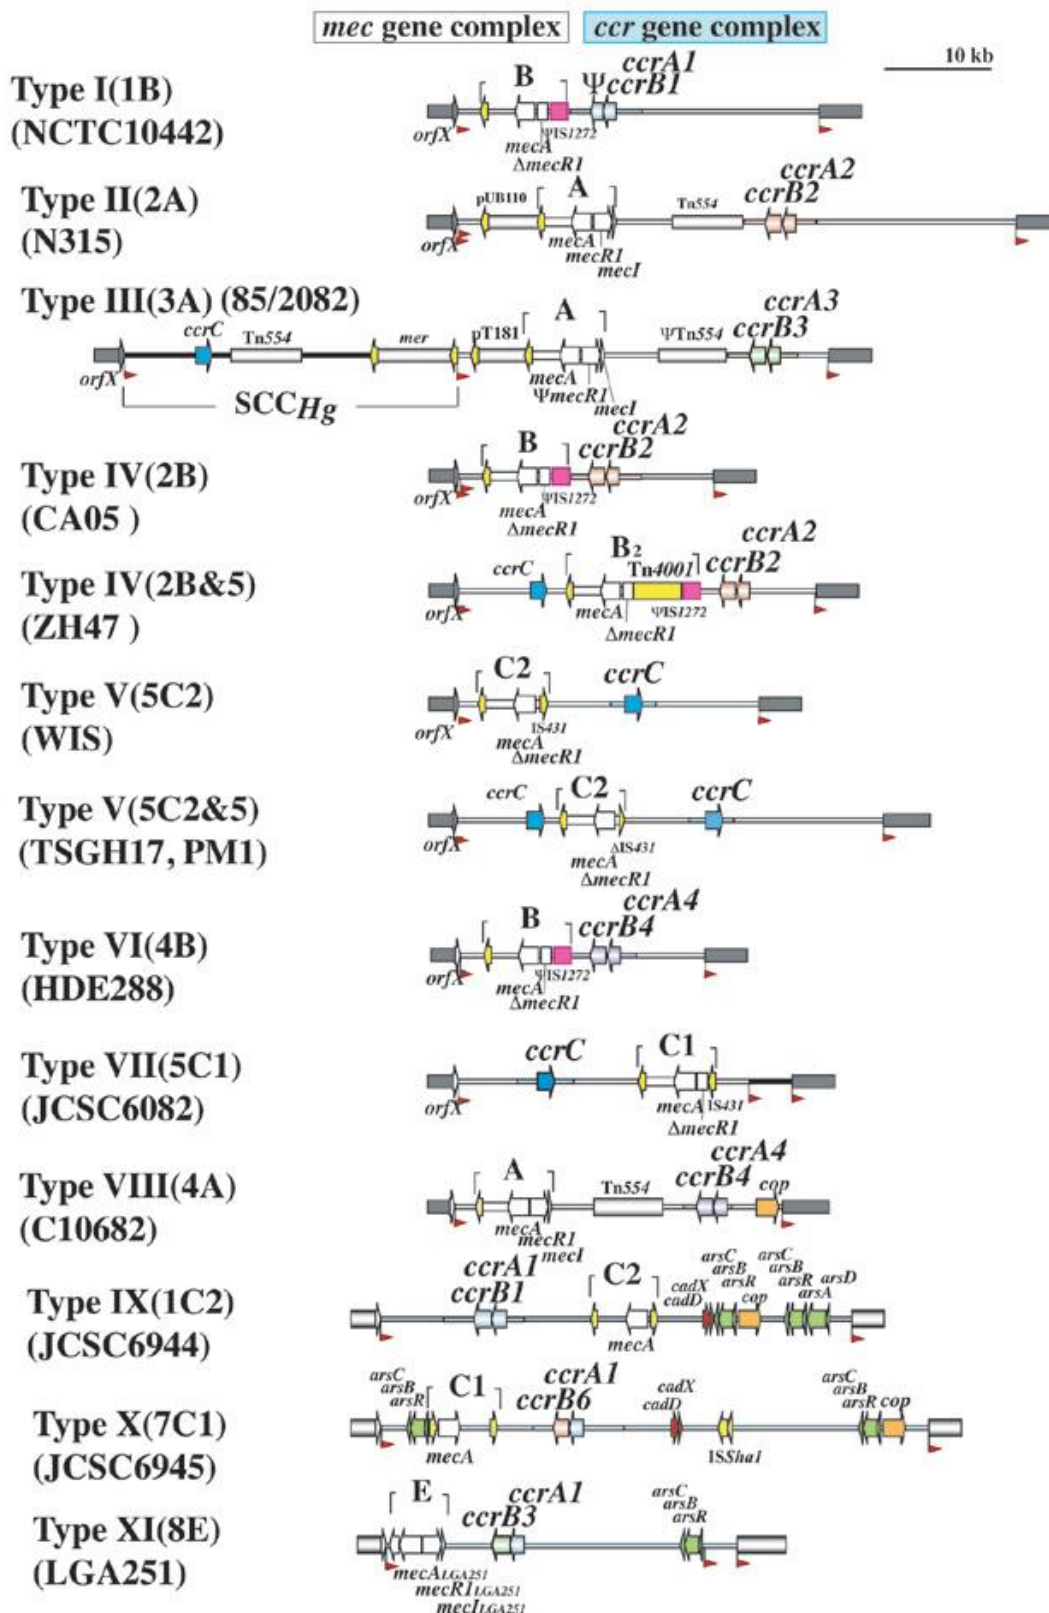 mec gene complex ccr gene complex
10 kb
Type I(1B)
(NCTC10442)
B
ccrA1
ΨccrB1
orfX
mecA
ΨIS1272
ΔmecR1
Type II(2A)
(N315)
pUB110
A
Tn554
ccrA2
ccrB2
orfX
mecA
mecR1
mecI
Type III(3A) (85/2082)
ccrC
Tn554
mer
pT181
A
ΨTn554
ccrA3
ccrB3
orfX
mecA
ΨmecR1
mecI
SCCHg
Type IV(2B)
(CA05 )
B
ccrA2
ccrB2
orfX
mecA
ΨIS1272
ΔmecR1
Type IV(2B&5)
(ZH47 )
ccrC
B2
Tn4001
ccrA2
ccrB2
orfX
mecA
ΨIS1272
ΔmecR1
Type V(5C2)
(WIS)
C2
ccrC
orfX
IS431
mecA
ΔmecR1
Type V(5C2&5)
(TSGH17, PM1)
ccrC
C2
ccrC
orfX
ΔIS431
mecA
ΔmecR1
Type VI(4B)
(HDE288)
B
ccrA4
ccrB4
orfX
mecA
ΨIS1272
ΔmecR1
Type VII(5C1)
(JCSC6082)
ccrC
C1
orfX
mecA
IS431
ΔmecR1
Type VIII(4A)
(C10682)
A
Tn554
ccrA4
ccrB4
cop
orfX
mecA
mecR1
mecI
Type IX(1C2)
(JCSC6944)
ccrA1
ccrB1
C2
cadX
cadD
arsC
arsB
arsR
cop
arsC
arsB
arsR
arsA
arsD
mecA
Type X(7C1)
(JCSC6945)
arsC
arsB
arsR
C1
ccrA1
ccrB6
cadX
cadD
arsC
arsB
arsR
cop
mecA
ISSha1
Type XI(8E)
(LGA251)
E
ccrA1
ccrB3
arsC
arsB
arsR
mecALGA251
mecR1LGA251
mecILGA251